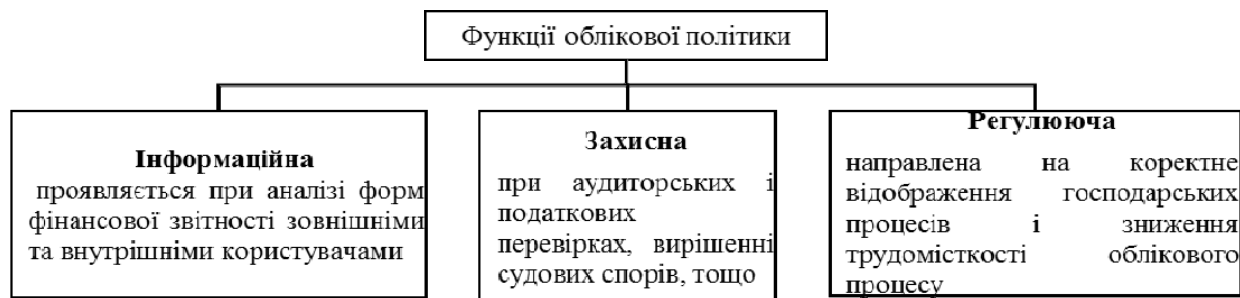 Функції облікової політики
Інформаційна
проявляється при аналізі форм
фінансової звітності зовнішніми
та внутрішніми користувачами
Захисна
при аудиторських і
податкових
перевірках, вирішенні
судових спорів, тощо
Регулююча
направлена на коректне
відображення господарських
процесів і зниження
трудомісткості облікового
процесу